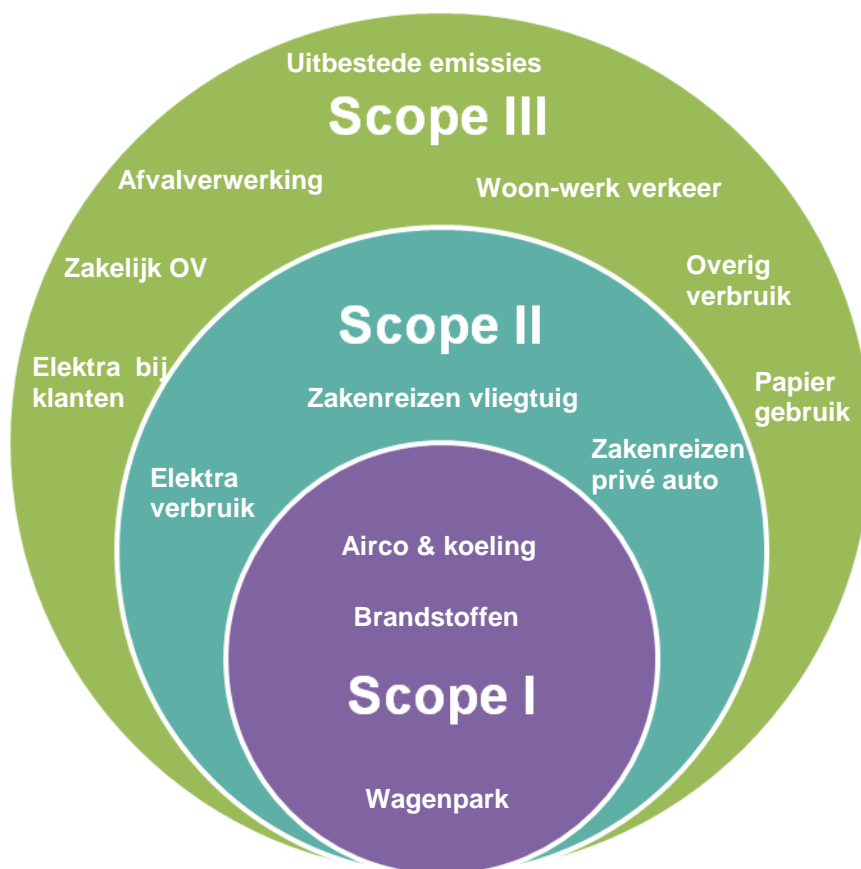 Uitbestede emissies
Scope III
Afvalverwerking
Woon-werk verkeer
Zakelijk OV
Overig
verbruik
Elektra bij
klanten
Papier
gebruik
Scope II
Zakenreizen vliegtuig
Elektra
verbruik
Zakenreizen
privé auto
Airco & koeling
Brandstoffen
Scope I
Wagenpark